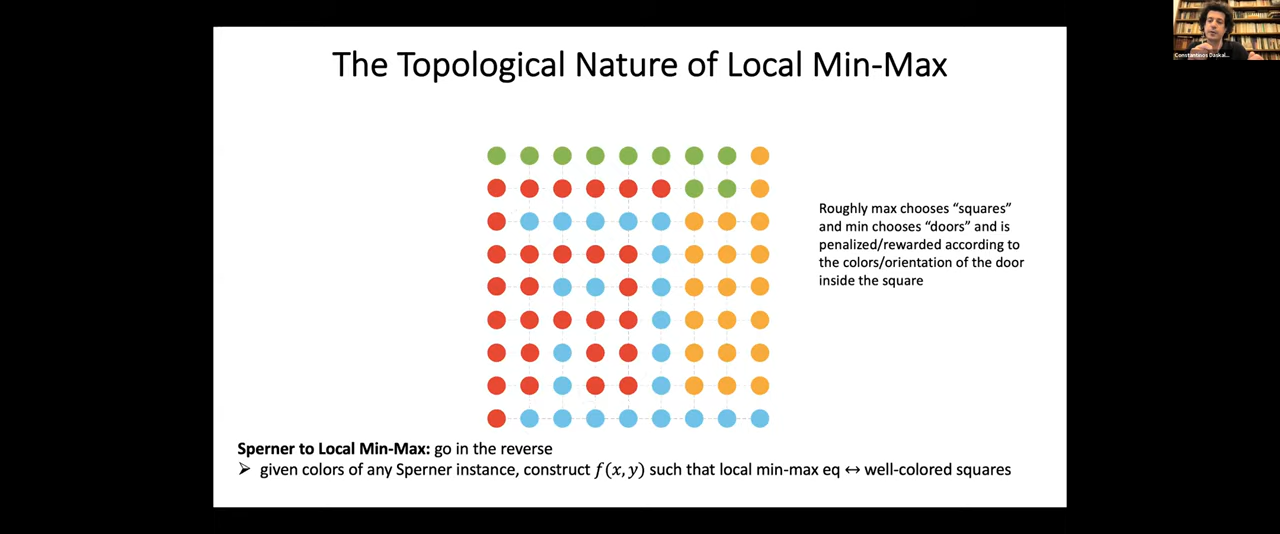 The Topological Nature of Local Min-Max
Constantinos Daskal...
Roughly max chooses “squares”
and min chooses “doors” and is
penalized/rewarded according to
the colors/orientation of the door
inside the square
Sperner to Local Min-Max: go in the reverse
➢ given colors of any Sperner instance, construct f(x, y) such that local min-max eq ↔ well-colored squares